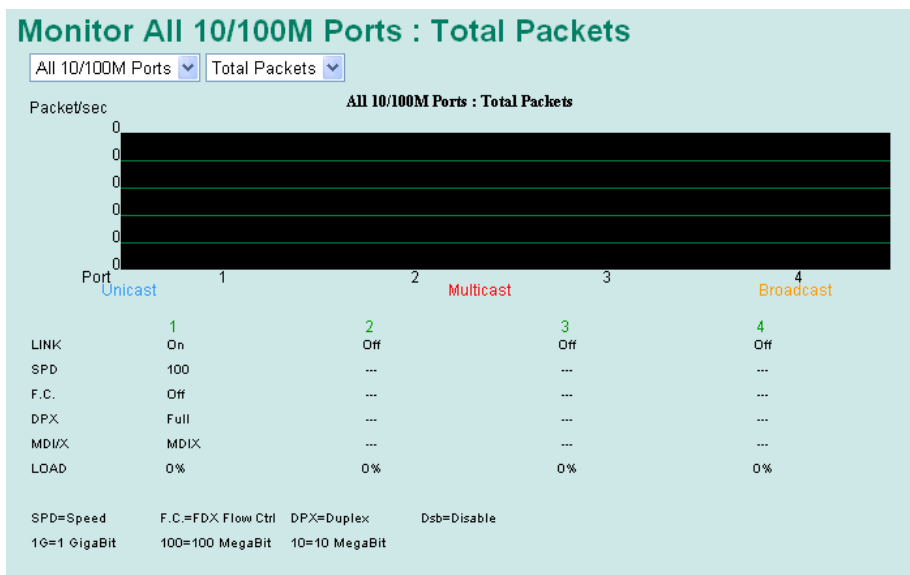 Monitor All 10/100M Ports : Total Packets
All 10/100M Ports Total Packets
Packet/sec All 10/100M Ports : Total Packets
0
0
0
0
0
0
Port 1 2 3 4
Unicast Multicast Broadcast
1 2 3 4
LINK On Off Off Off
SPD 100 --- --- ---
F.C. Off --- --- ---
DPX Full --- --- ---
MDI/X MDIX --- --- ---
LOAD 0% 0% 0% 0%
SPD=Speed F.C.=FDX Flow Ctrl DPX=Duplex Dsb=Disable
1G=1 GigaBit 100=100 MegaBit 10=10 MegaBit